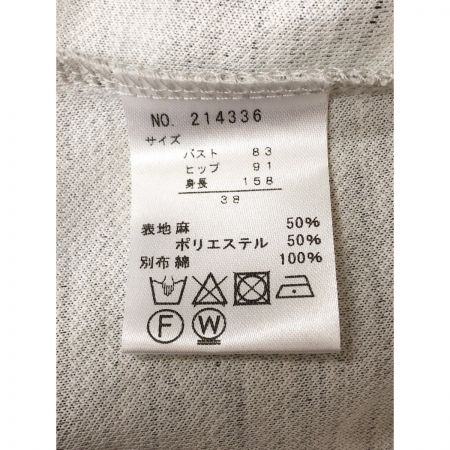 NO. 214336
サイズ
バスト 83
ヒップ 91
身長 158
38
表地 麻 50%
ポリエステル 50%
別布 綿 100%
F W